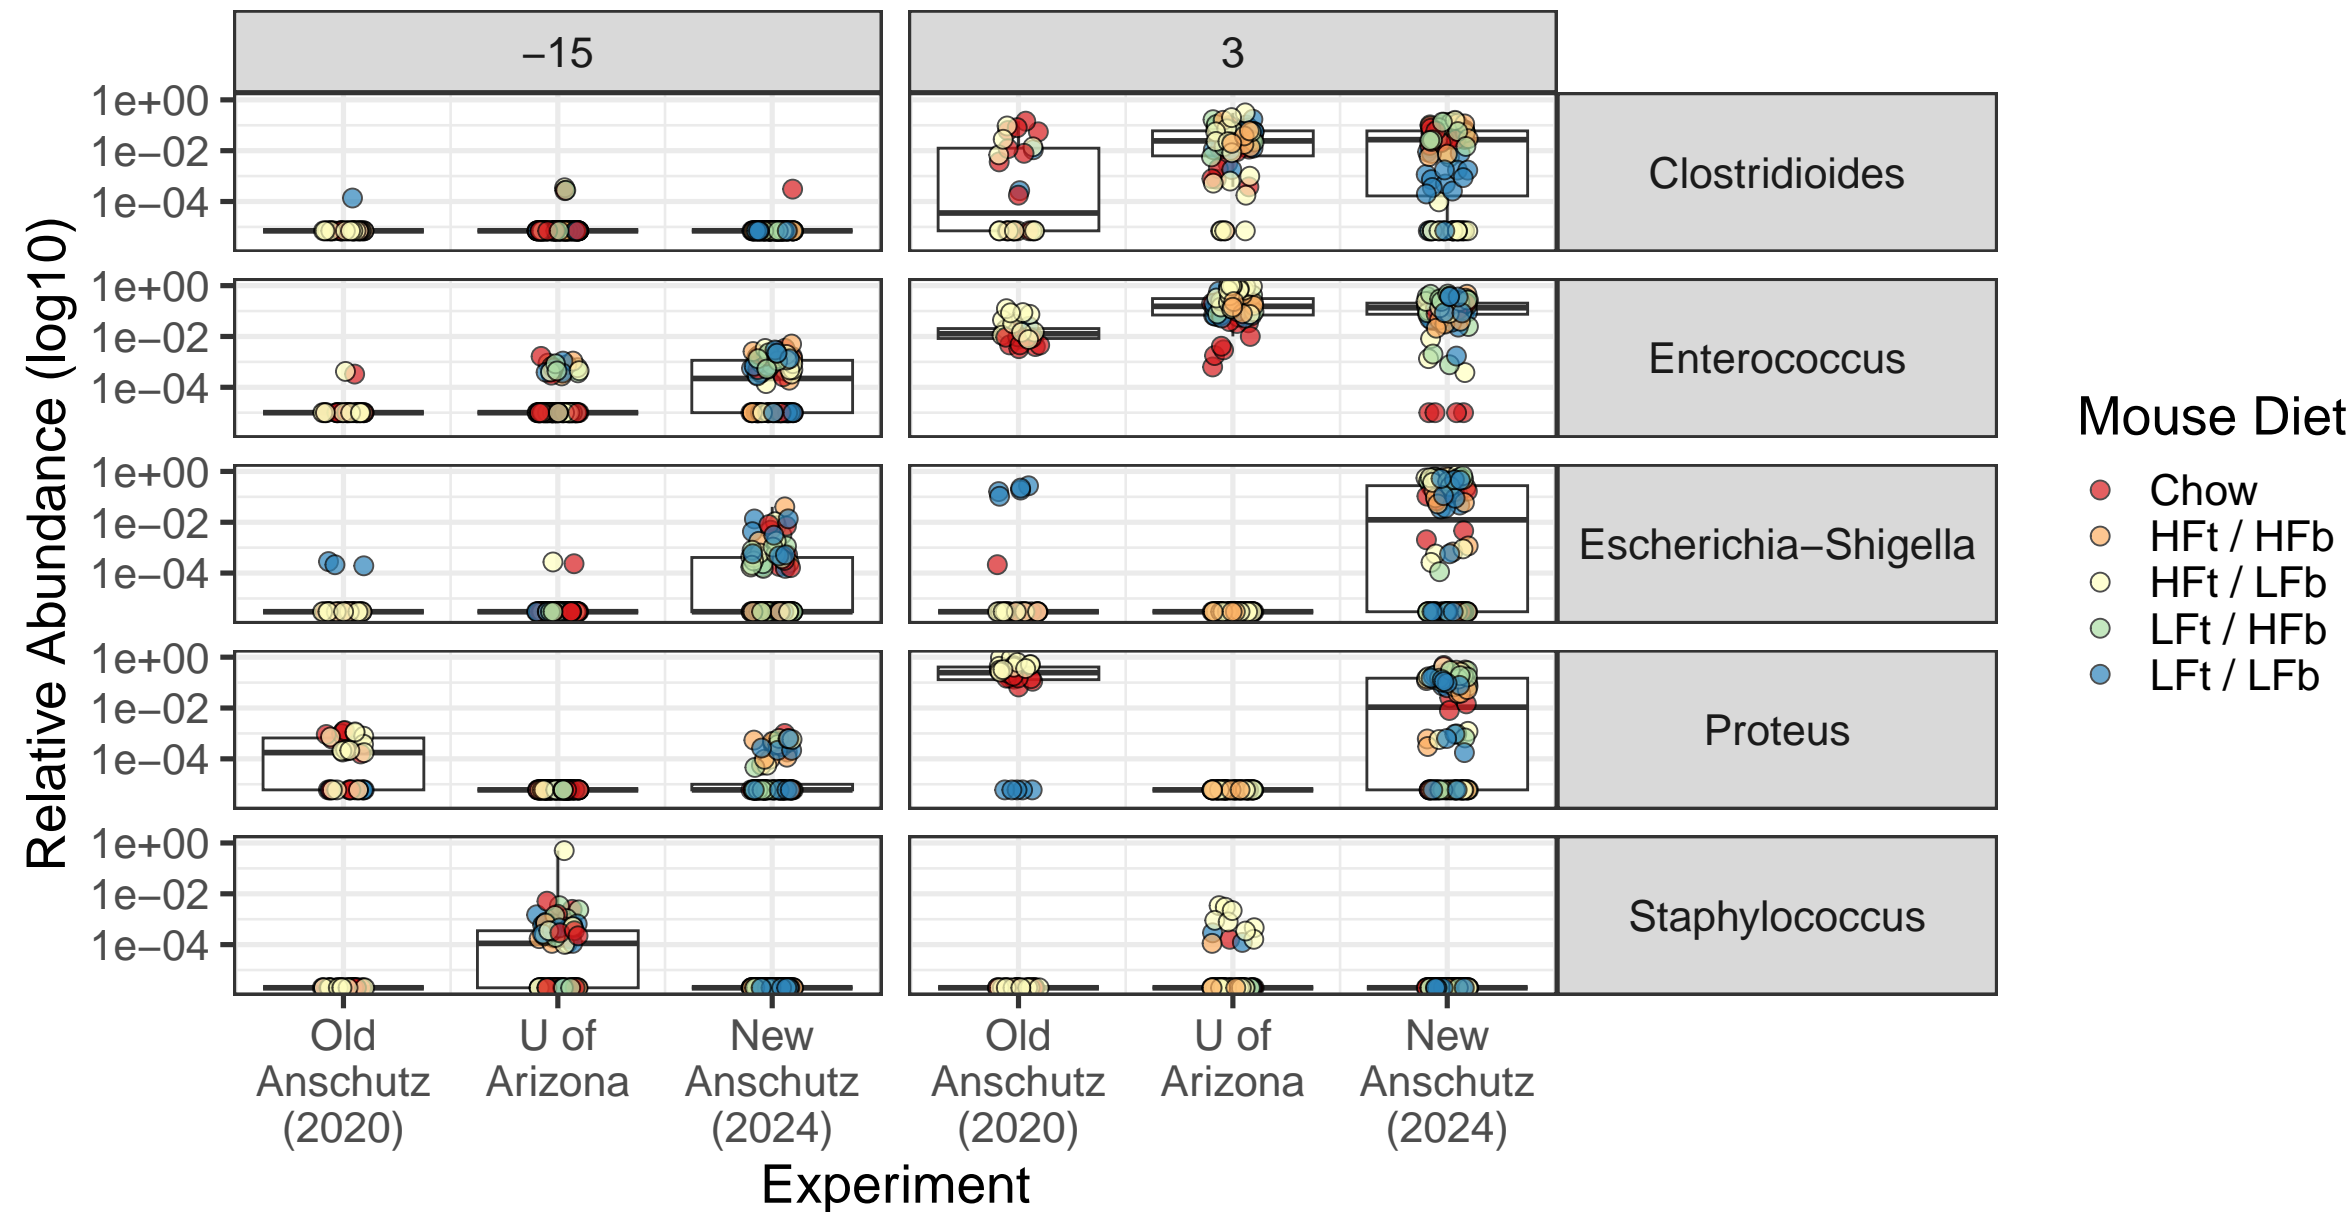 −15
3
1e+00
1e−02
1e−04
Clostridioides
1e+00
1e−02
1e−04
Enterococcus
1e+00
1e−02
1e−04
Escherichia−Shigella
1e+00
1e−02
1e−04
Proteus
1e+00
1e−02
1e−04
Staphylococcus
Relative Abundance (log10)
Old
Anschutz
(2020)
U of
Arizona
New
Anschutz
(2024)
Old
Anschutz
(2020)
U of
Arizona
New
Anschutz
(2024)
Experiment
Mouse Diet
Chow
HFt / HFb
HFt / LFb
LFt / HFb
LFt / LFb